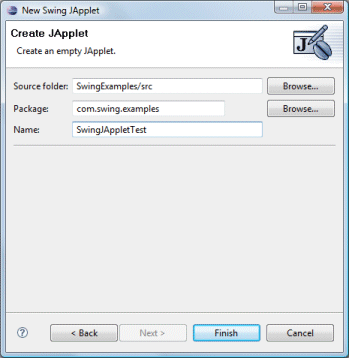 New Swing JApplet
Create JApplet
Create an empty JApplet.
Source folder: SwingExamples/src Browse...
Package: com.swing.examples Browse...
Name: SwingJAppletTest
? < Back Next > Finish Cancel